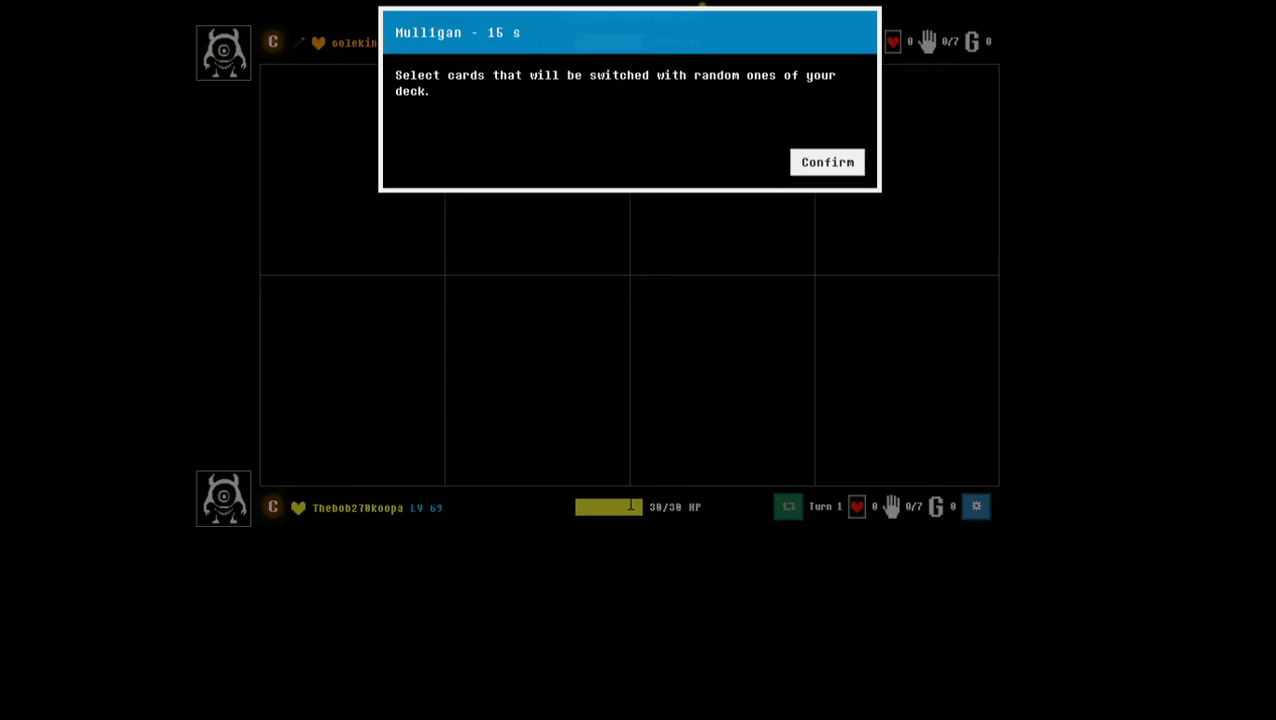 Mulligan - 15 s
Select cards that will be switched with random ones of your
deck.
Confirm
C oolekin 0 0/7 G 0
C Thebob270koopa LV 69 30/30 HP Turn 1 0 0/7 G 0